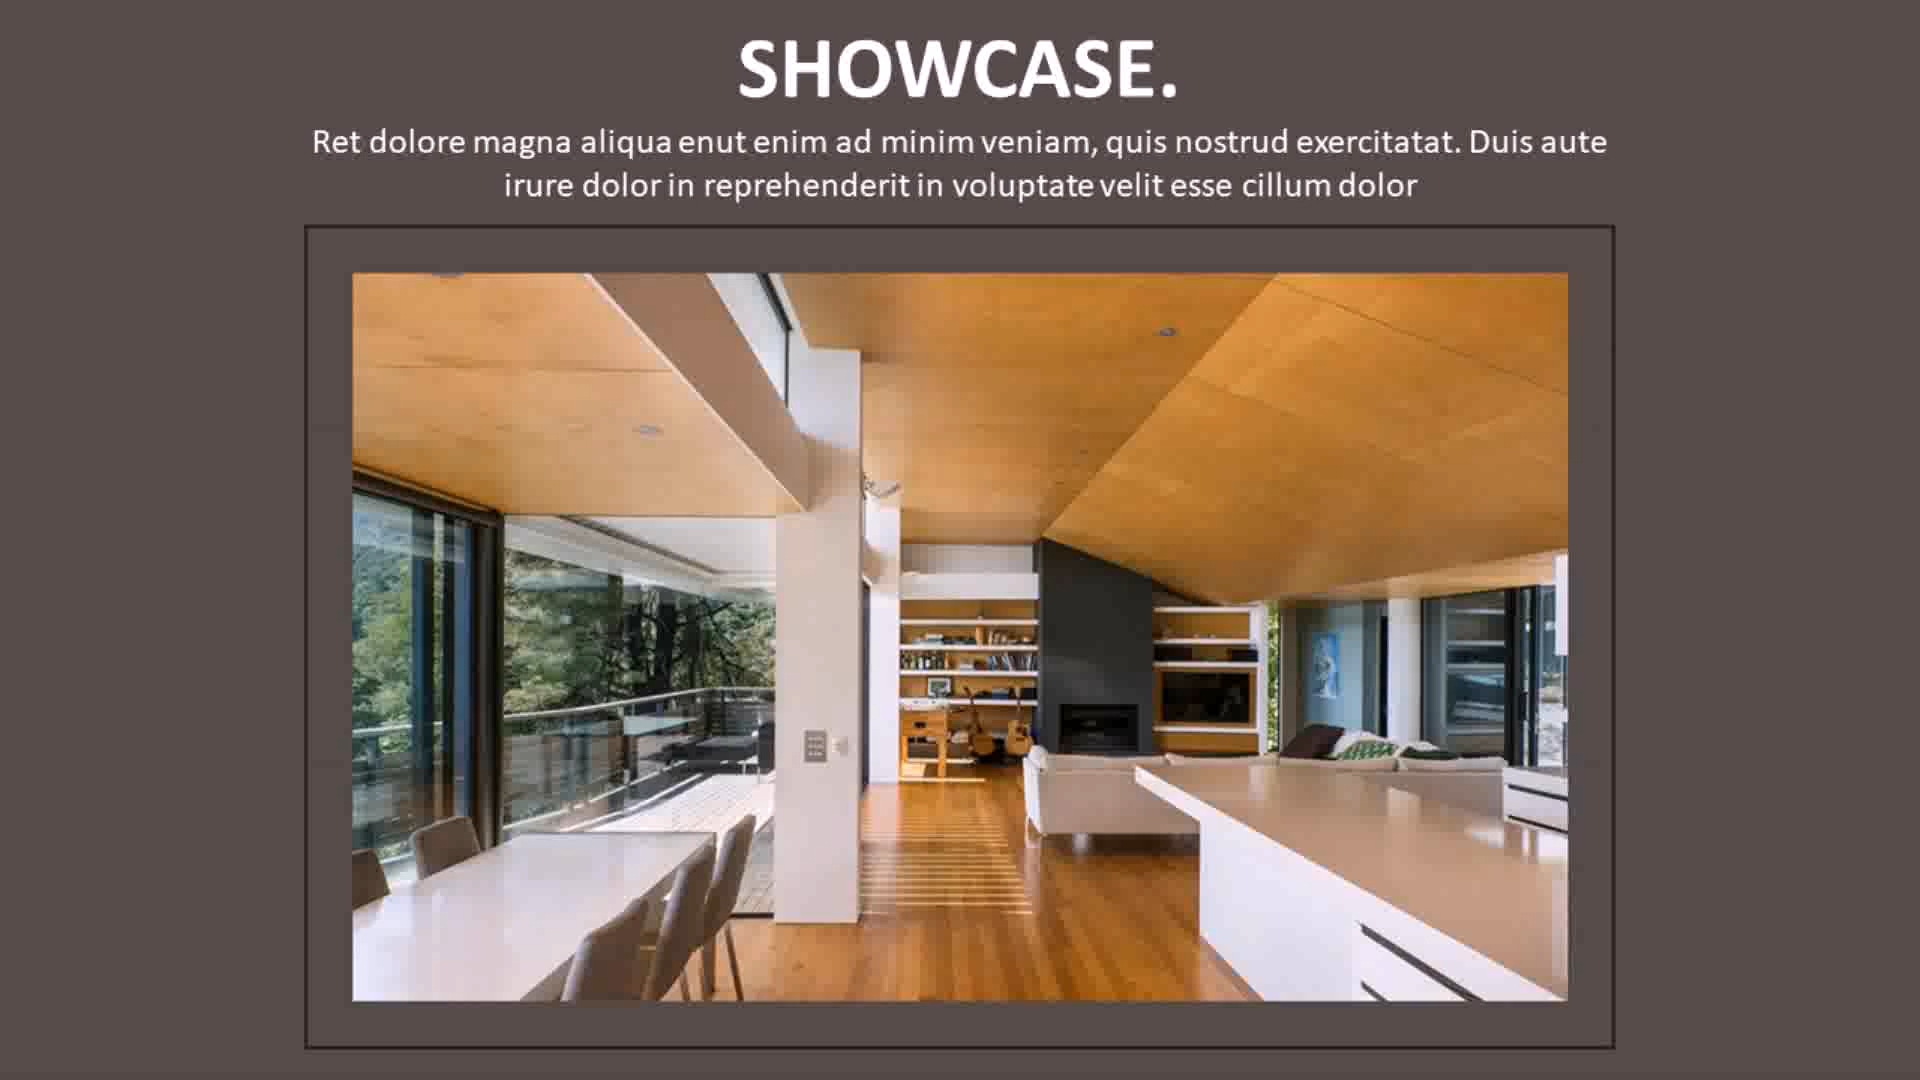 SHOWCASE.
Ret dolore magna aliqua enut enim ad minim veniam, quis nostrud exercitatat. Duis aute
irure dolor in reprehenderit in voluptate velit esse cillum dolor